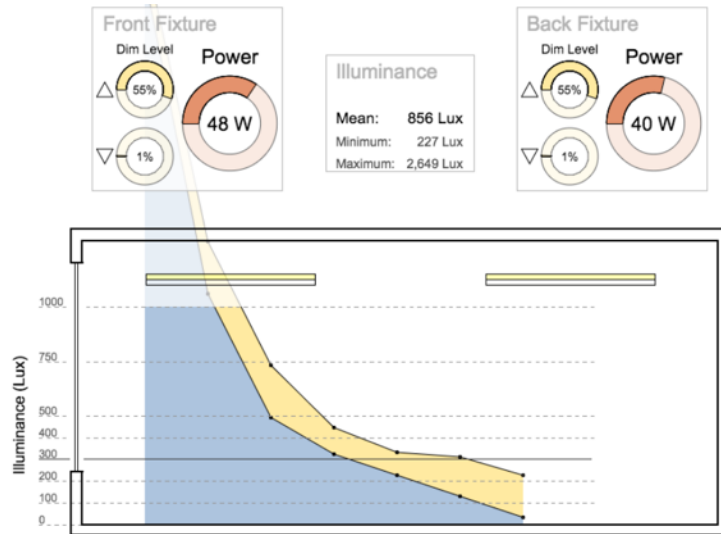 Front Fixture
Dim Level
Power
55%
48 W
1%
Illuminance
Mean: 856 Lux
Minimum: 227 Lux
Maximum: 2,649 Lux
Back Fixture
Dim Level
Power
55%
40 W
1%
Illuminance (Lux)
1000
750
500
400
300
200
100
0